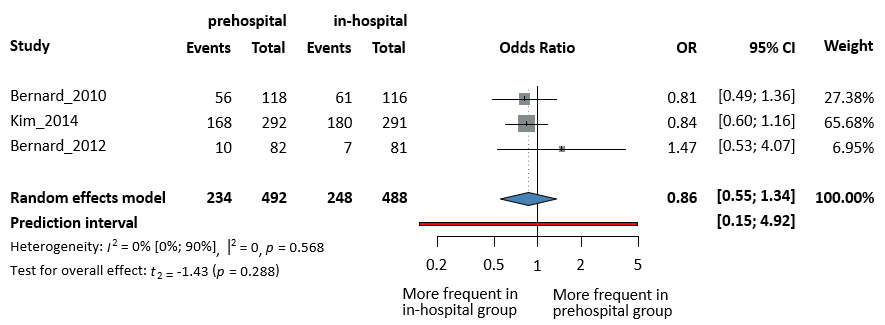 prehospital in-hospital
Study Events Total Events Total Odds Ratio OR 95% CI Weight
Bernard_2010 56 118 61 116 0.81 [0.49; 1.36] 27.38%
Kim_2014 168 292 180 291 0.84 [0.60; 1.16] 65.68%
Bernard_2012 10 82 7 81 1.47 [0.53; 4.07] 6.95%
Random effects model 234 492 248 488 0.86 [0.55; 1.34] 100.00%
Prediction interval [0.15; 4.92]
Heterogeneity: I² = 0% [0%; 90%], |² = 0, p = 0.568
Test for overall effect: t₂ = -1.43 (p = 0.288)
0.2 0.5 1 2 5
More frequent in More frequent in
in-hospital group prehospital group